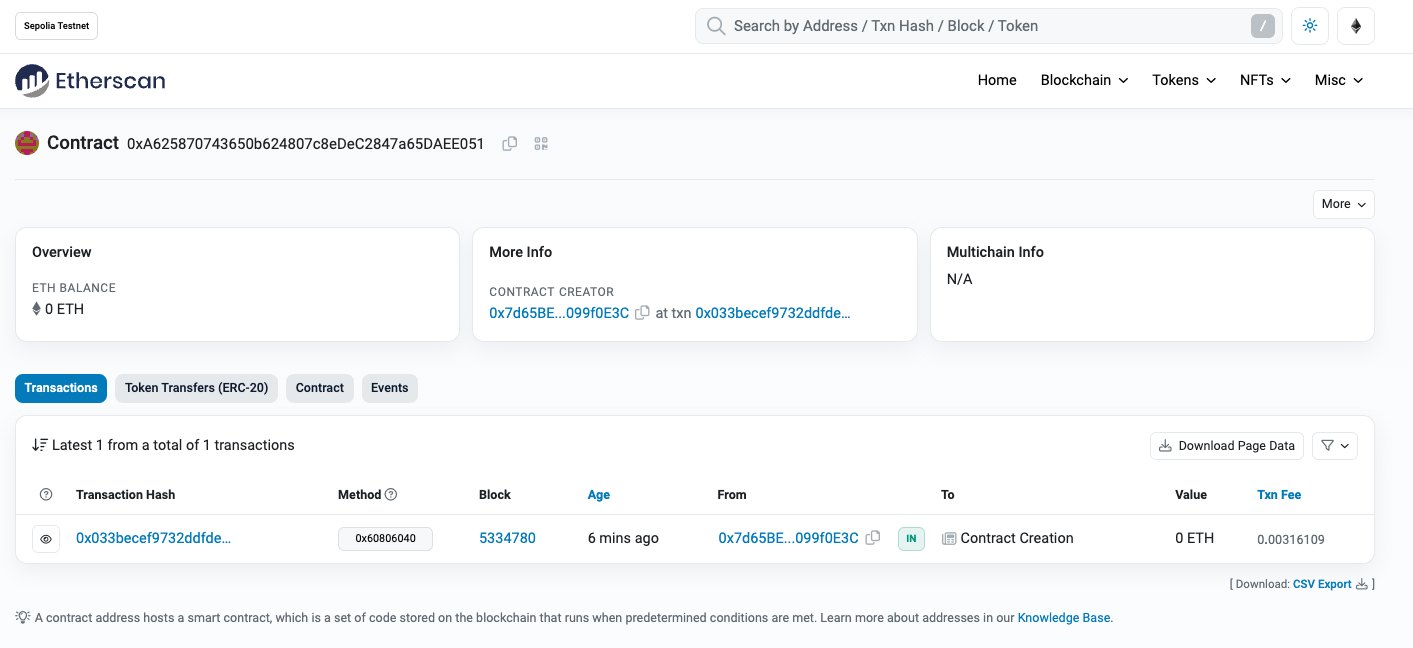 Sepolia Testnet
Search by Address / Txn Hash / Block / Token /
Etherscan
Home Blockchain Tokens NFTs Misc
Contract 0xA625870743650b624807c8eDeC2847a65DAEE051
More
Overview
ETH BALANCE
0 ETH
More Info
CONTRACT CREATOR
0x7d65BE...099f0E3C at txn 0x033becef9732ddfde...
Multichain Info
N/A
Transactions Token Transfers (ERC-20) Contract Events
Latest 1 from a total of 1 transactions
Download Page Data
? Transaction Hash Method ? Block Age From To Value Txn Fee
0x033becef9732ddfde... 0x60806040 5334780 6 mins ago 0x7d65BE...099f0E3C IN Contract Creation 0 ETH 0.00316109
[ Download: CSV Export ]
A contract address hosts a smart contract, which is a set of code stored on the blockchain that runs when predetermined conditions are met. Learn more about addresses in our Knowledge Base.